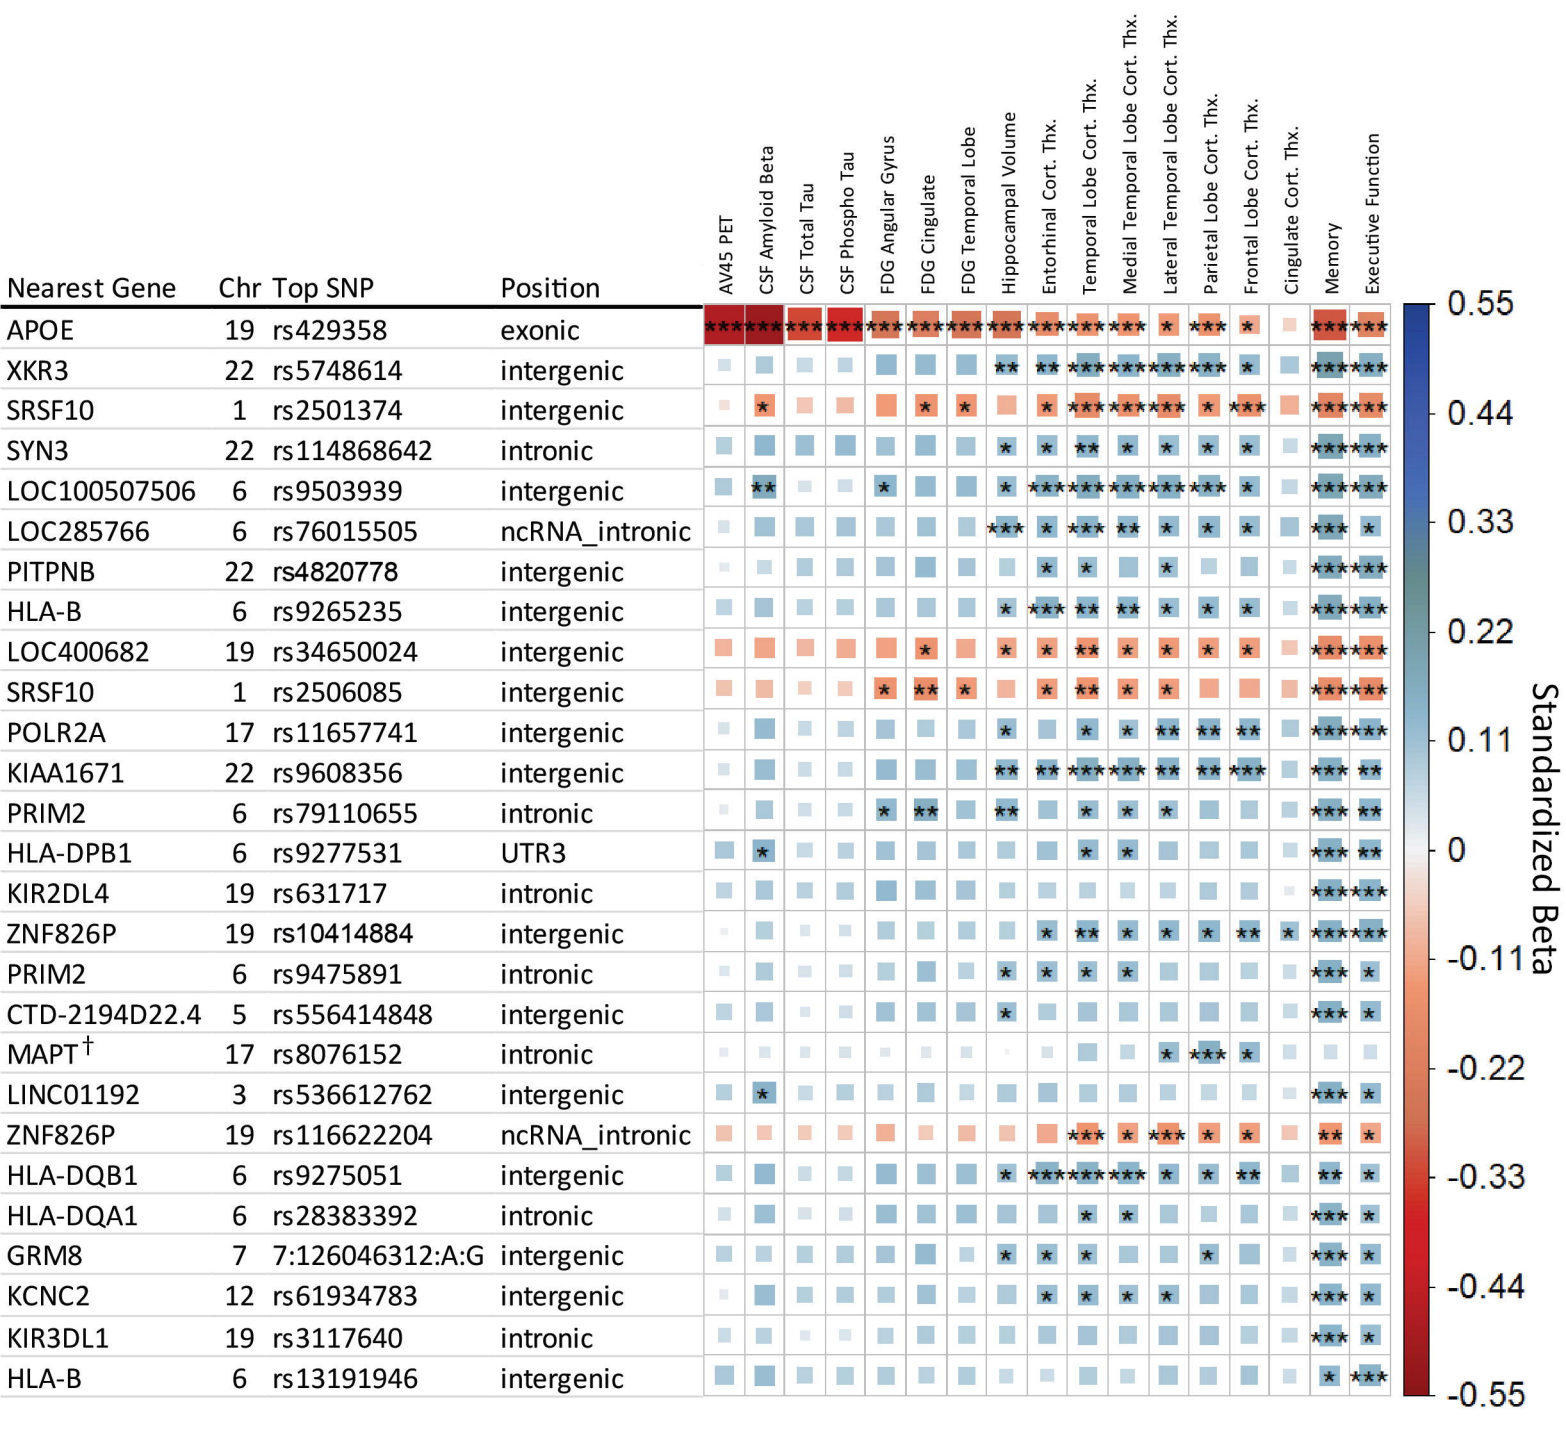 AV45 PET
CSF Amyloid Beta
CSF Total Tau
CSF Phospho Tau
FDG Angular Gyrus
FDG Cingulate
FDG Temporal Lobe
Hippocampal Volume
Entorhinal Cort. Thx.
Temporal Lobe Cort. Thx.
Medial Temporal Lobe Cort. Thx.
Lateral Temporal Lobe Cort. Thx.
Parietal Lobe Cort. Thx.
Frontal Lobe Cort. Thx.
Cingulate Cort. Thx.
Memory
Executive Function
Nearest Gene Chr Top SNP Position
APOE 19 rs429358 exonic *** *** *** *** *** *** *** *** *** *** *** * *** * *** ***
XKR3 22 rs5748614 intergenic ** ** *** *** *** *** * *** ***
SRSF10 1 rs2501374 intergenic * * * * *** *** *** * *** *** ***
SYN3 22 rs114868642 intronic * * ** * * * * *** ***
LOC100507506 6 rs9503939 intergenic ** * * *** *** *** *** *** * *** ***
LOC285766 6 rs76015505 ncRNA_intronic *** * *** ** * * * *** *
PITPNB 22 rs4820778 intergenic * * * *** ***
HLA-B 6 rs9265235 intergenic * *** ** ** * * * *** ***
LOC400682 19 rs34650024 intergenic * * * ** * * * * *** ***
SRSF10 1 rs2506085 intergenic * ** * * ** * * *** ***
POLR2A 17 rs11657741 intergenic * * * ** ** ** *** ***
KIAA1671 22 rs9608356 intergenic ** ** *** *** ** ** *** *** **
PRIM2 6 rs79110655 intronic * ** ** * * * *** **
HLA-DPB1 6 rs9277531 UTR3 * * * *** **
KIR2DL4 19 rs631717 intronic *** ***
ZNF826P 19 rs10414884 intergenic * ** * * * ** * *** ***
PRIM2 6 rs9475891 intronic * * * * *** *
CTD-2194D22.4 5 rs556414848 intergenic * *** *
MAPT† 17 rs8076152 intronic * *** *
LINC01192 3 rs536612762 intergenic * *** *
ZNF826P 19 rs116622204 ncRNA_intronic *** * *** * * ** *
HLA-DQB1 6 rs9275051 intergenic * *** *** *** * * ** ** *
HLA-DQA1 6 rs28383392 intronic * * *** *
GRM8 7 7:126046312:A:G intergenic * * * * *** *
KCNC2 12 rs61934783 intergenic * * * * *** *
KIR3DL1 19 rs3117640 intronic *** *
HLA-B 6 rs13191946 intergenic * ***
0.55
0.44
0.33
0.22
0.11
0
-0.11
-0.22
-0.33
-0.44
-0.55
Standardized Beta